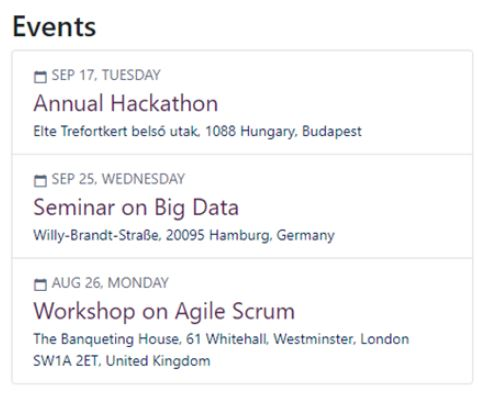 Events
SEP 17, TUESDAY
Annual Hackathon
Elte Trefortkert belső utak, 1088 Hungary, Budapest
SEP 25, WEDNESDAY
Seminar on Big Data
Willy-Brandt-Straße, 20095 Hamburg, Germany
AUG 26, MONDAY
Workshop on Agile Scrum
The Banqueting House, 61 Whitehall, Westminster, London
SW1A 2ET, United Kingdom